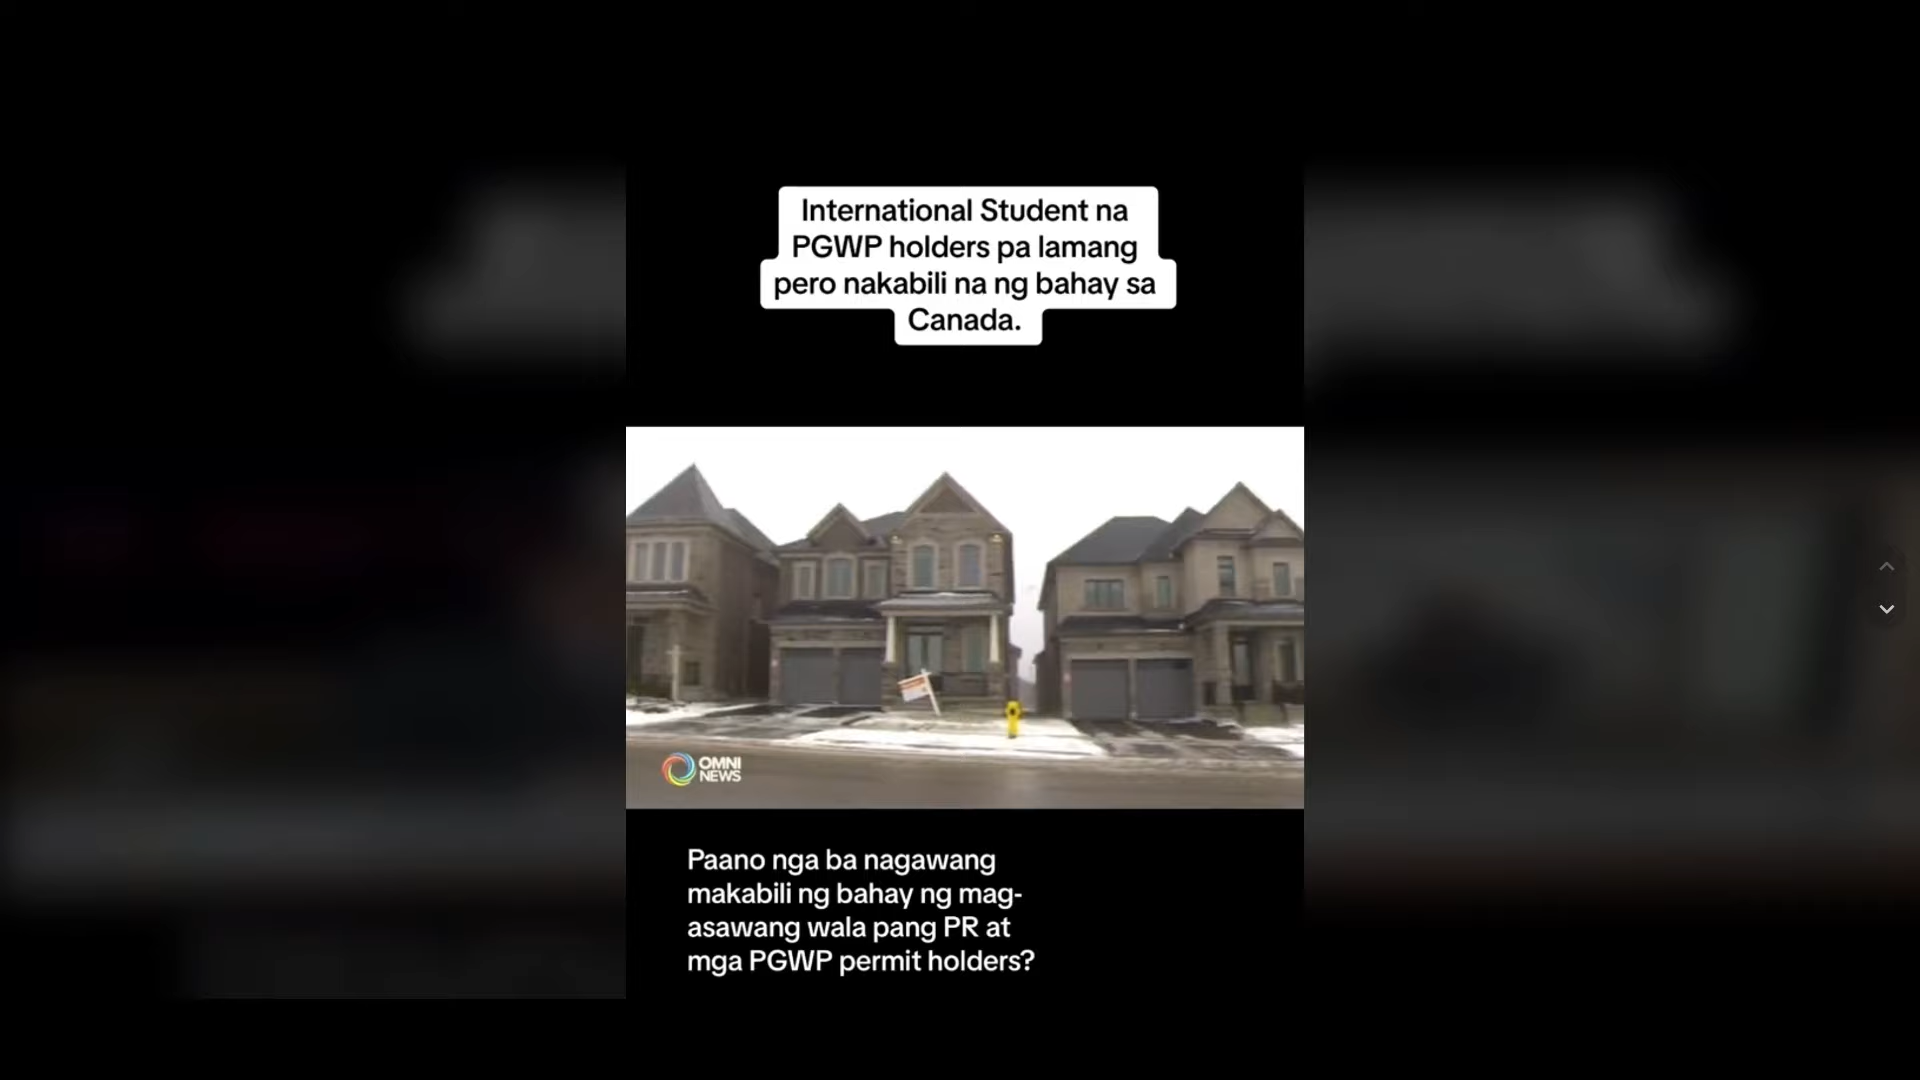 International Student na
PGWP holders pa lamang
pero nakabili na ng bahay sa
Canada.
OMNI
NEWS
Paano nga ba nagawang
makabili ng bahay ng mag-
asawang wala pang PR at
mga PGWP permit holders?